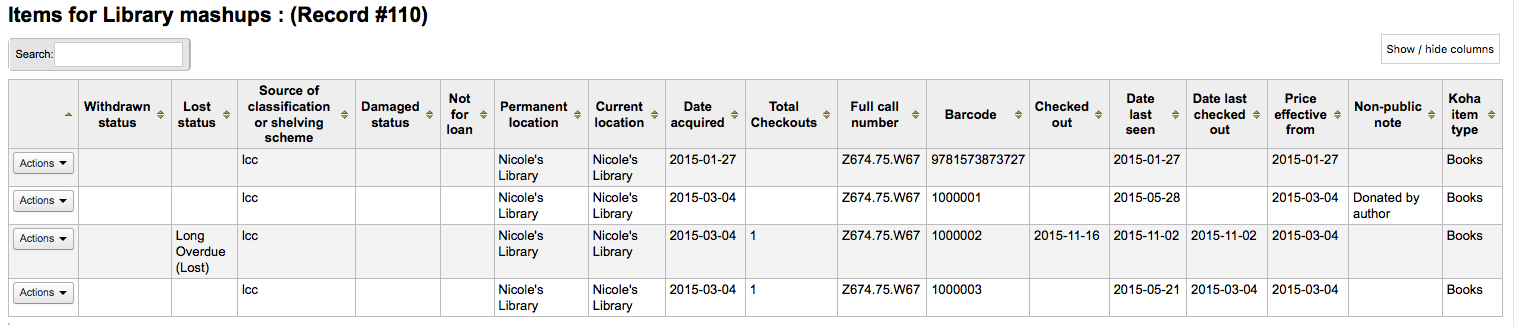 Items for Library mashups : (Record #110)
Search:
Show / hide columns
Withdrawn status Lost status Source of classification or shelving scheme Damaged status Not for loan Permanent location Current location Date acquired Total Checkouts Full call number Barcode Checked out Date last seen Date last checked out Price effective from Non-public note Koha item type
Actions lcc Nicole's Library Nicole's Library 2015-01-27 Z674.75.W67 9781573873727 2015-01-27 2015-01-27 Books
Actions lcc Nicole's Library Nicole's Library 2015-03-04 Z674.75.W67 1000001 2015-05-28 2015-03-04 Donated by author Books
Actions Long Overdue (Lost) lcc Nicole's Library Nicole's Library 2015-03-04 1 Z674.75.W67 1000002 2015-11-16 2015-11-02 2015-11-02 2015-03-04 Books
Actions lcc Nicole's Library Nicole's Library 2015-03-04 1 Z674.75.W67 1000003 2015-05-21 2015-03-04 2015-03-04 Books